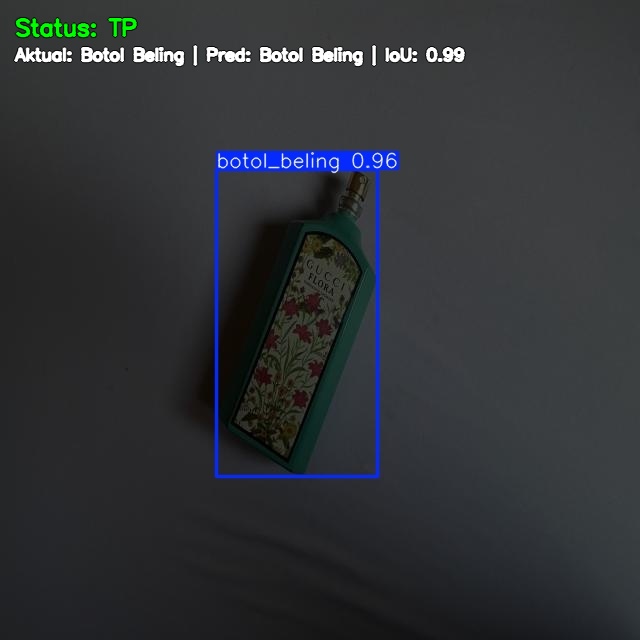 Status: TP
Aktual: Botol Beling | Pred: Botol Beling | IoU: 0.99
botol_beling 0.96
GUCCI
FLORA